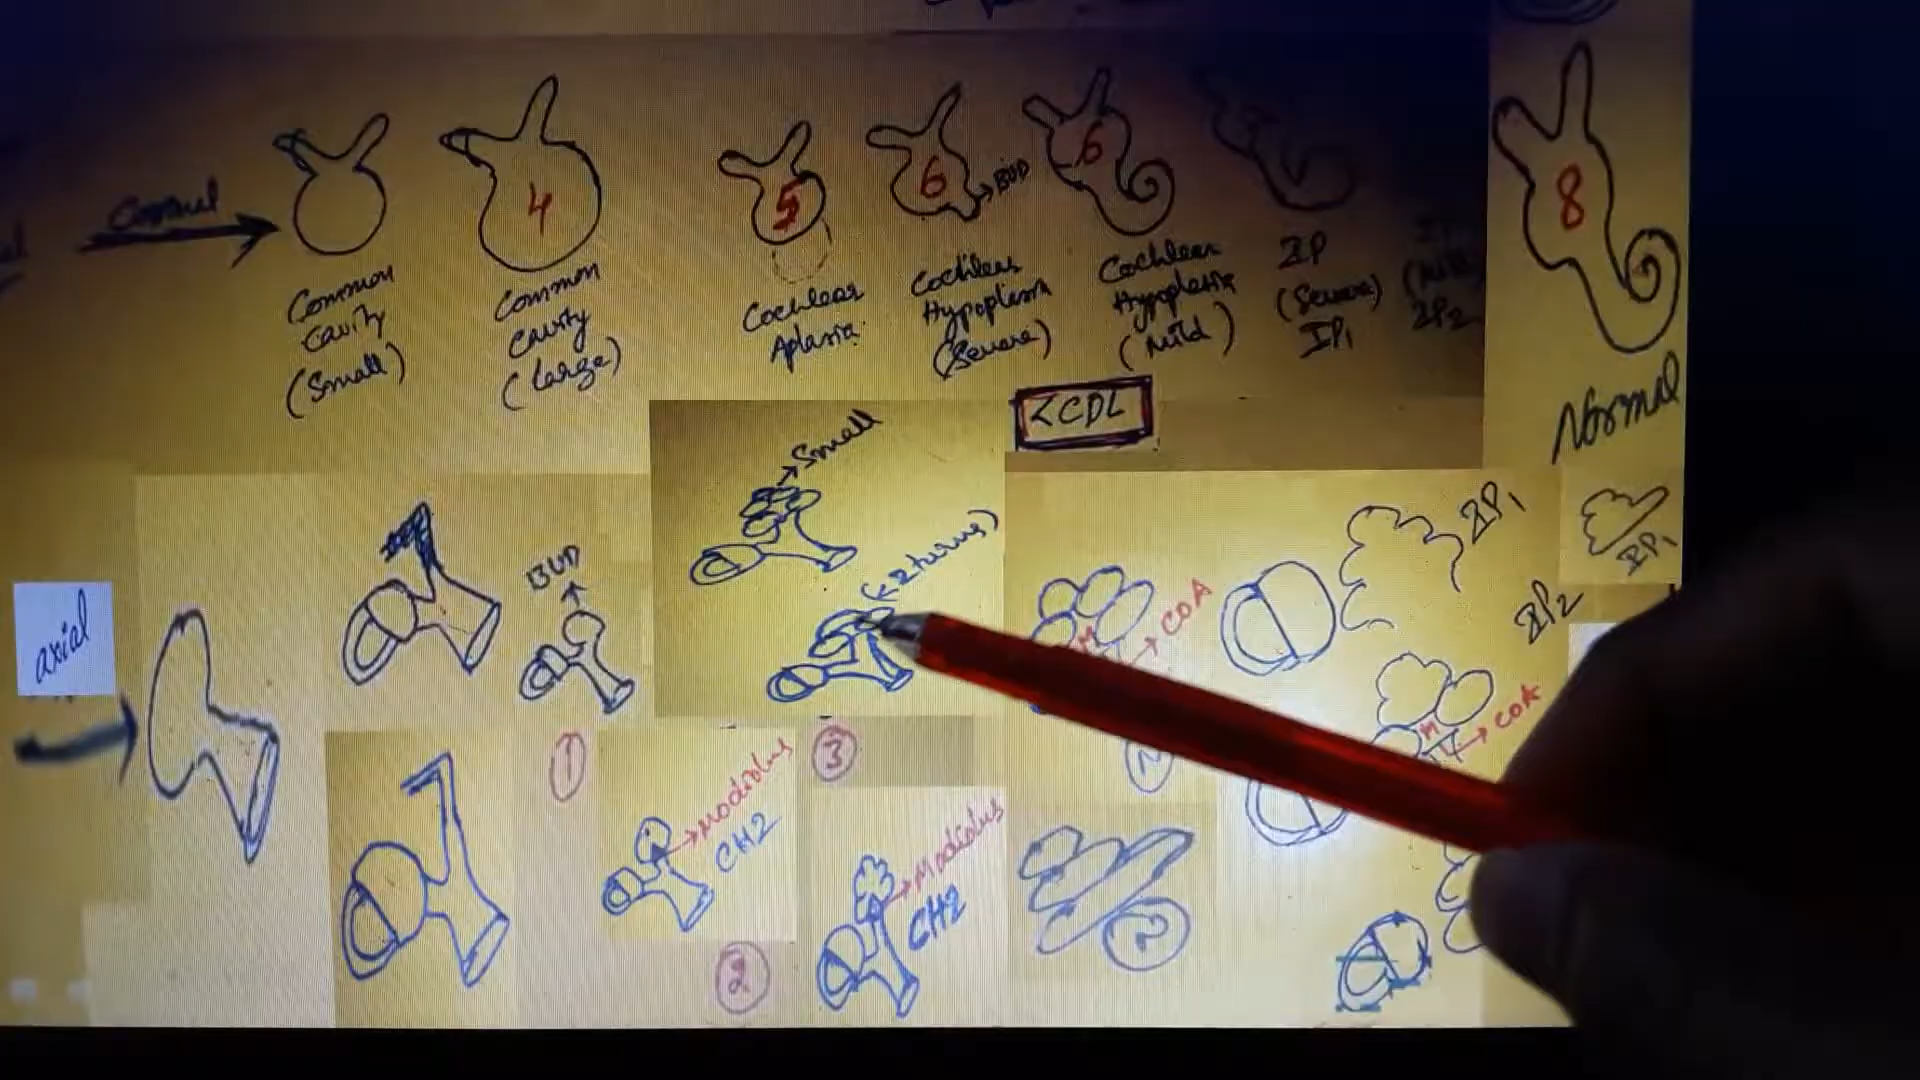 Coronal
4
5
6
6
8
BUD
Common
Cavity
(Small)
Common
Cavity
(Large)
Cochlear
Aplasia
Cochlear
Hypoplasia
(Severe)
Cochlear
Hypoplasia
(Mild)
IP
(Severe)
IP1
IP2
Normal
<CDL
Small
(<2turns)
axial
BUD
1
Modiolus
CH2
2
3
Modiolus
CH2
M
COA
N
N
IP1
IP2
M
COA
IP1